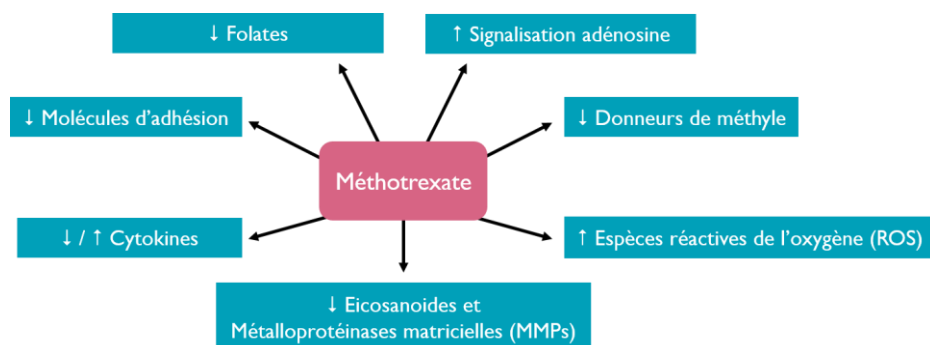 ↓ Folates
↑ Signalisation adénosine
↓ Molécules d'adhésion
↓ Donneurs de méthyle
Méthotrexate
↓ / ↑ Cytokines
↑ Espèces réactives de l'oxygène (ROS)
↓ Eicosanoides et
Métalloprotéinases matricielles (MMPs)